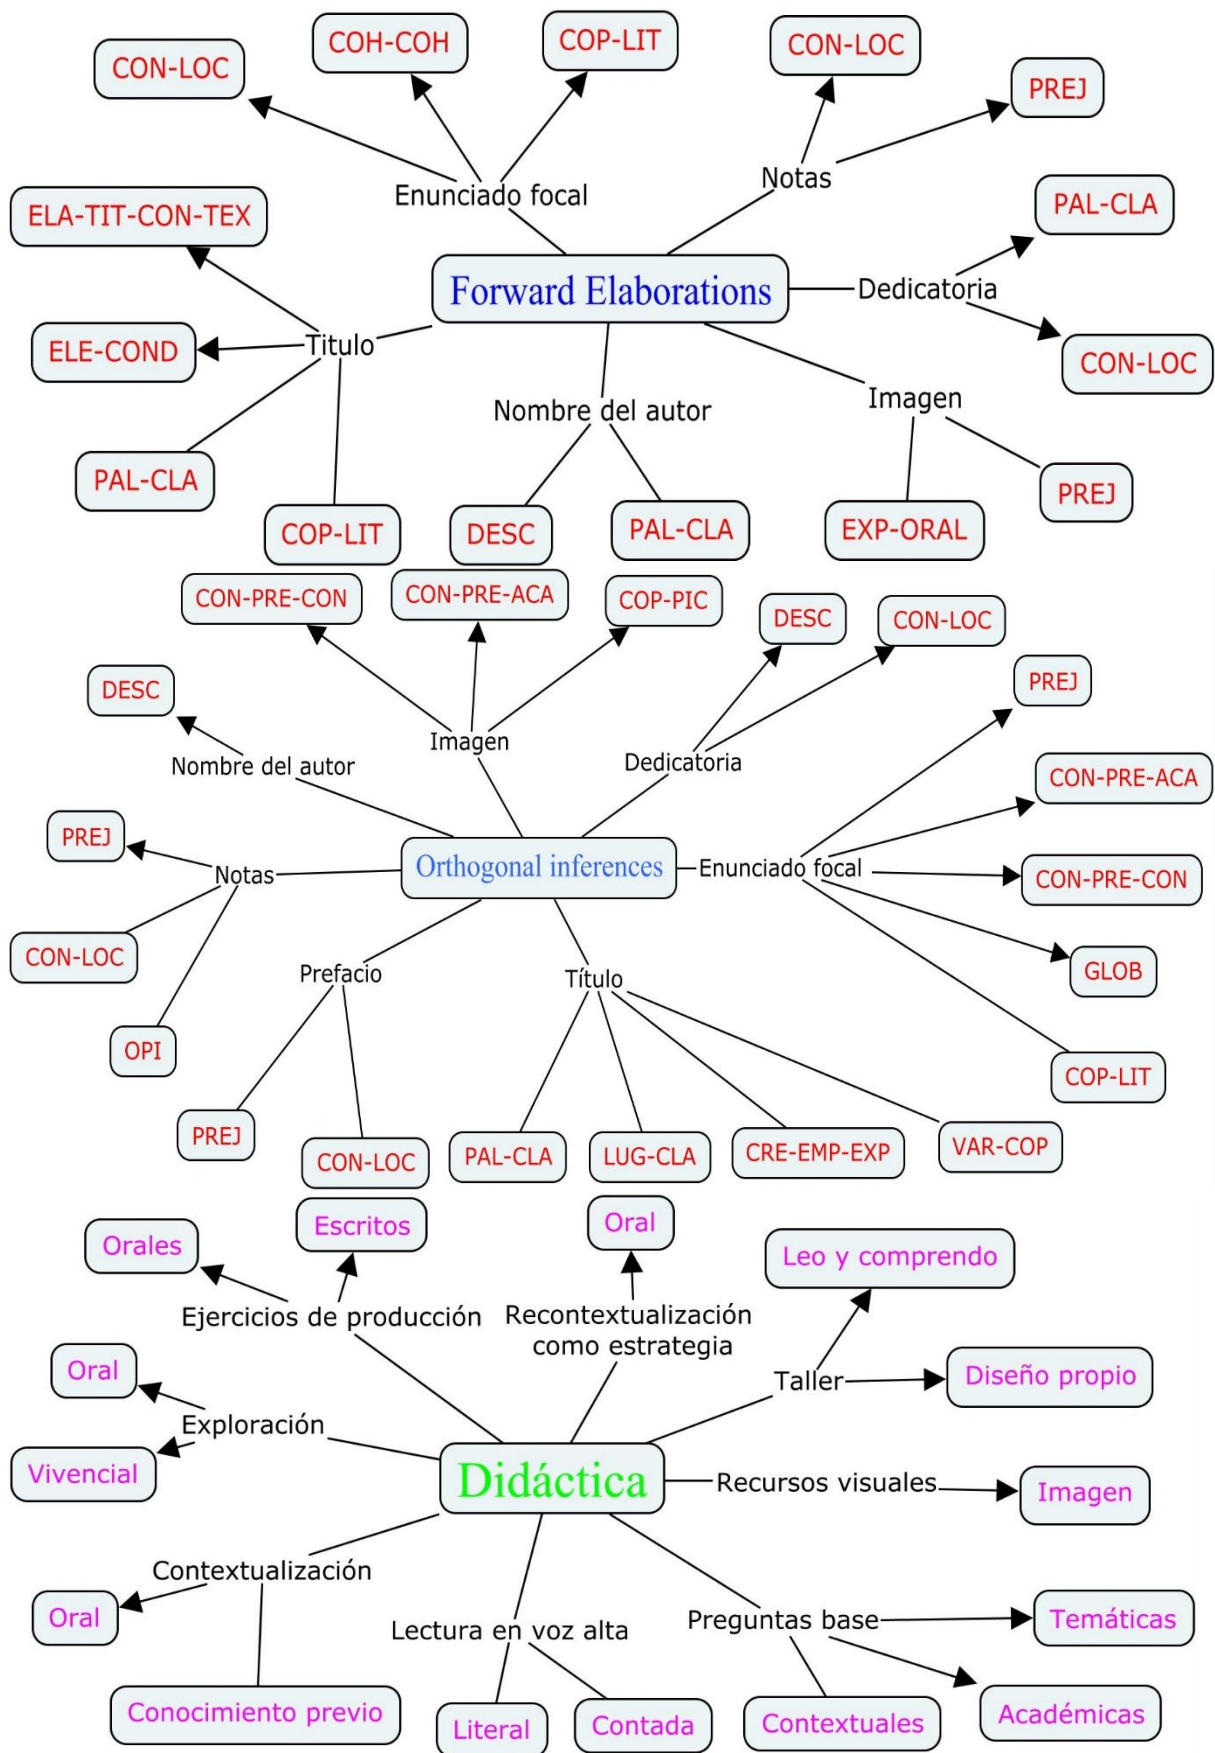 COH-COH
COP-LIT
CON-LOC
CON-LOC
PREJ
Enunciado focal
Notas
ELA-TIT-CON-TEX
PAL-CLA
Forward Elaborations
Dedicatoria
ELE-COND
Titulo
CON-LOC
Nombre del autor
Imagen
PAL-CLA
PREJ
COP-LIT
DESC
PAL-CLA
EXP-ORAL
CON-PRE-CON
CON-PRE-ACA
COP-PIC
DESC
CON-LOC
DESC
PREJ
Imagen
Nombre del autor
Dedicatoria
CON-PRE-ACA
PREJ
Notas
Orthogonal inferences
Enunciado focal
CON-PRE-CON
CON-LOC
Prefacio
Título
GLOB
OPI
COP-LIT
PREJ
CON-LOC
PAL-CLA
LUG-CLA
CRE-EMP-EXP
VAR-COP
Orales
Escritos
Oral
Leo y comprendo
Ejercicios de producción
Recontextualización
como estrategia
Oral
Taller
Diseño propio
Exploración
Vivencial
Didáctica
Recursos visuales
Imagen
Contextualización
Oral
Lectura en voz alta
Preguntas base
Temáticas
Conocimiento previo
Literal
Contada
Contextuales
Académicas